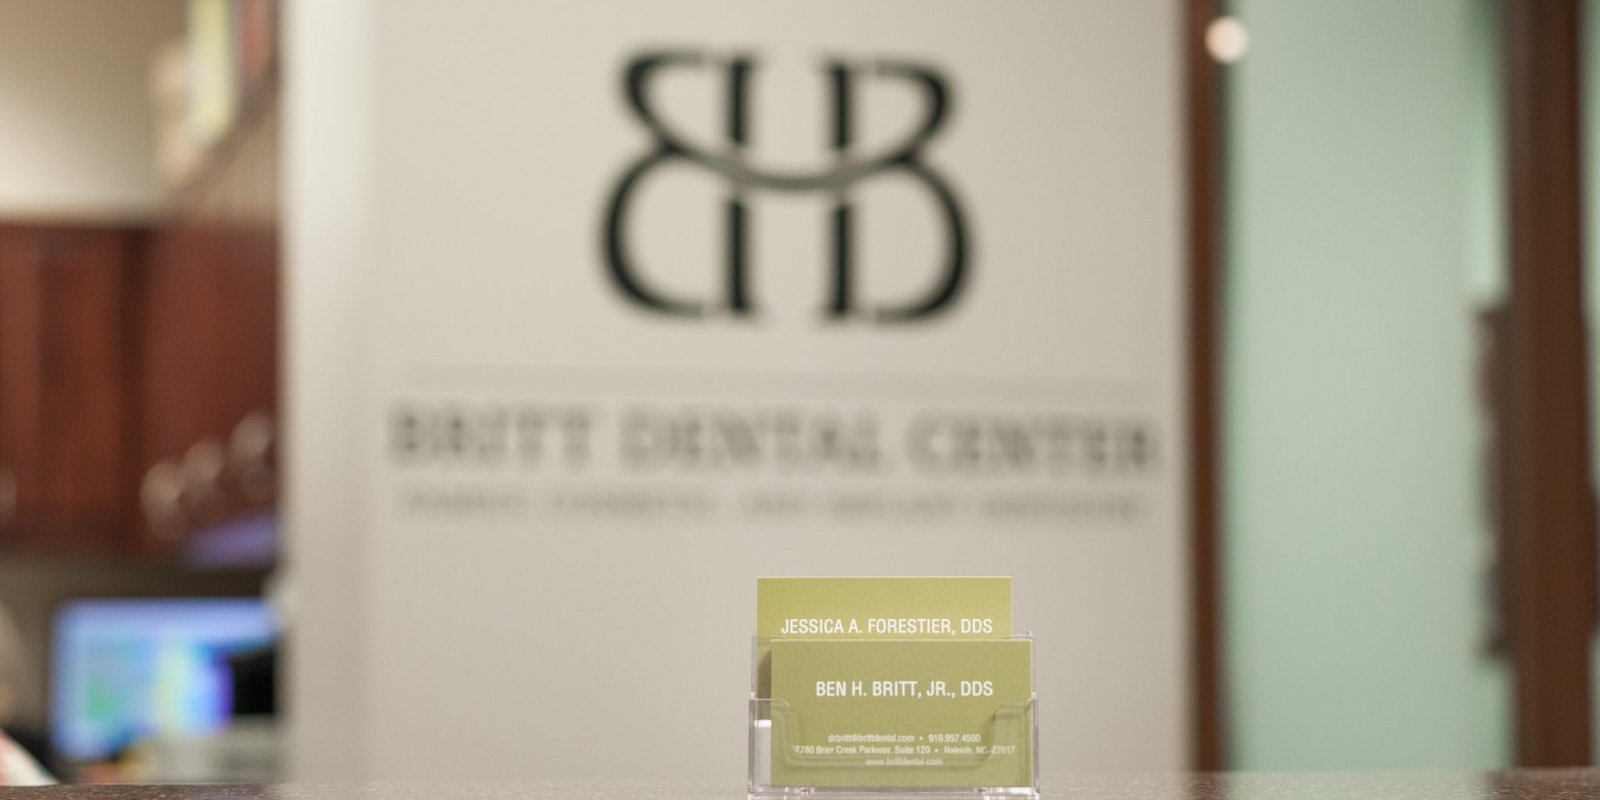 BRITT DENTAL CENTER
JESSICA A. FORESTIER, DDS
BEN H. BRITT, JR., DDS
drbritt@brittdental.com • 919.957.4500
7780 Brier Creek Parkway, Suite 120 • Raleigh, NC 27617
www.brittdental.com